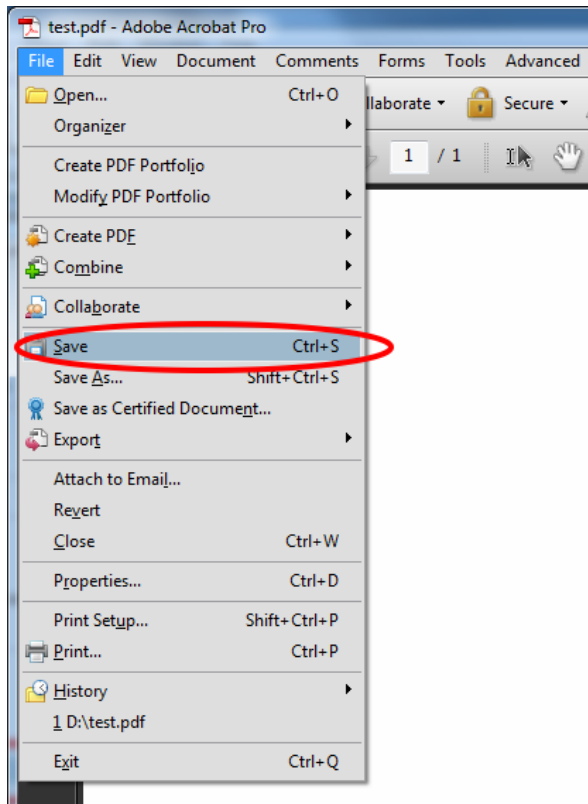 test.pdf - Adobe Acrobat Pro
File Edit View Document Comments Forms Tools Advanced
Open... Ctrl+O
Secure
Organizer
1 / 1
Create PDF Portfolio
Modify PDF Portfolio
Create PDF
Combine
Collaborate
Save Ctrl+S
Save As... Shift+Ctrl+S
Save as Certified Document...
Export
Attach to Email...
Revert
Close Ctrl+W
Properties... Ctrl+D
Print Setup... Shift+Ctrl+P
Print... Ctrl+P
History
1 D:\test.pdf
Exit Ctrl+Q